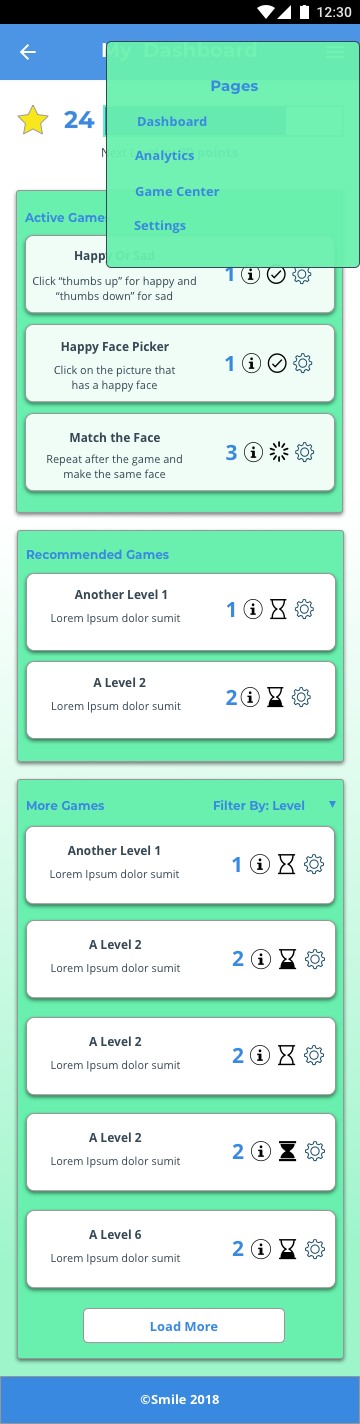 12:30
My Dashboard
Pages
24
Dashboard
Analytics
Game Center
Active Games
Settings
Happy Or Sad
Click “thumbs up” for happy and
“thumbs down” for sad
1
Happy Face Picker
Click on the picture that
has a happy face
1
Match the Face
Repeat after the game and
make the same face
3
Recommended Games
Another Level 1
Lorem Ipsum dolor sumit
1
A Level 2
Lorem Ipsum dolor sumit
2
More Games
Filter By: Level
Another Level 1
Lorem Ipsum dolor sumit
1
A Level 2
Lorem Ipsum dolor sumit
2
A Level 2
Lorem Ipsum dolor sumit
2
A Level 2
Lorem Ipsum dolor sumit
2
A Level 6
Lorem Ipsum dolor sumit
2
Load More
©Smile 2018